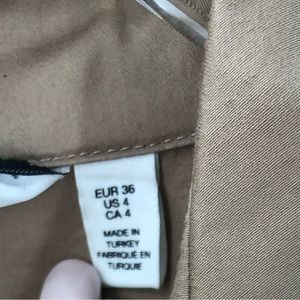 EUR 36
US 4
CA 4
MADE IN
TURKEY
FABRIQUÉ EN
TURQUIE